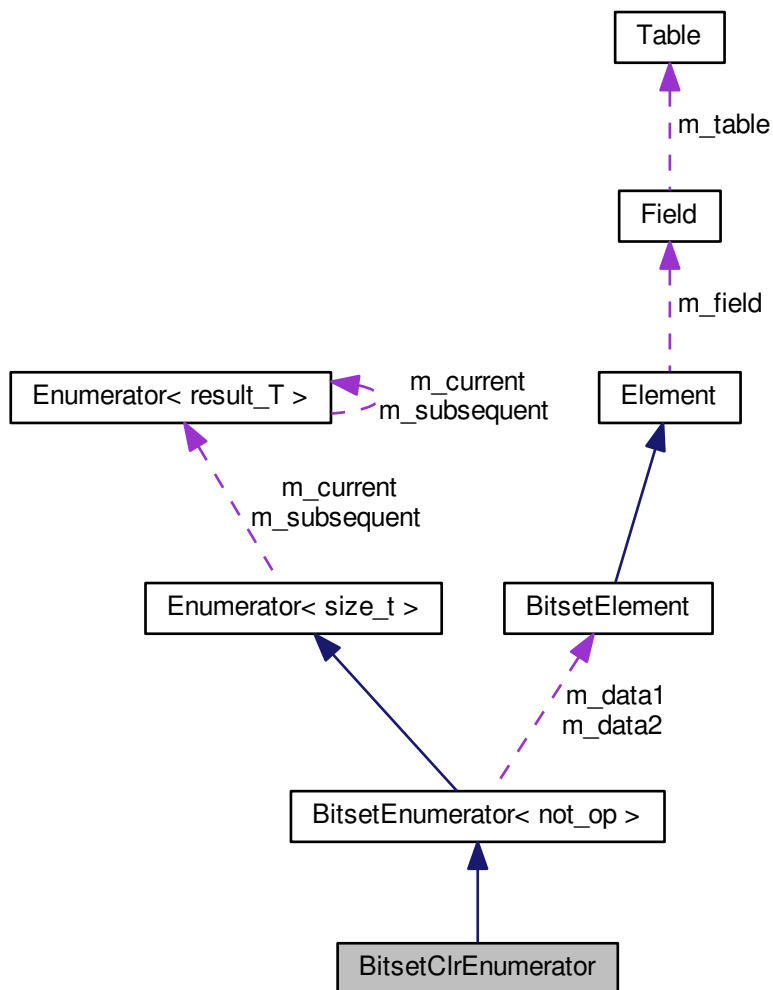 Table
m_table
Field
m_field
Enumerator< result_T >
m_current
m_subsequent
Element
m_current
m_subsequent
Enumerator< size_t >
BitsetElement
m_data1
m_data2
BitsetEnumerator< not_op >
BitsetClrEnumerator